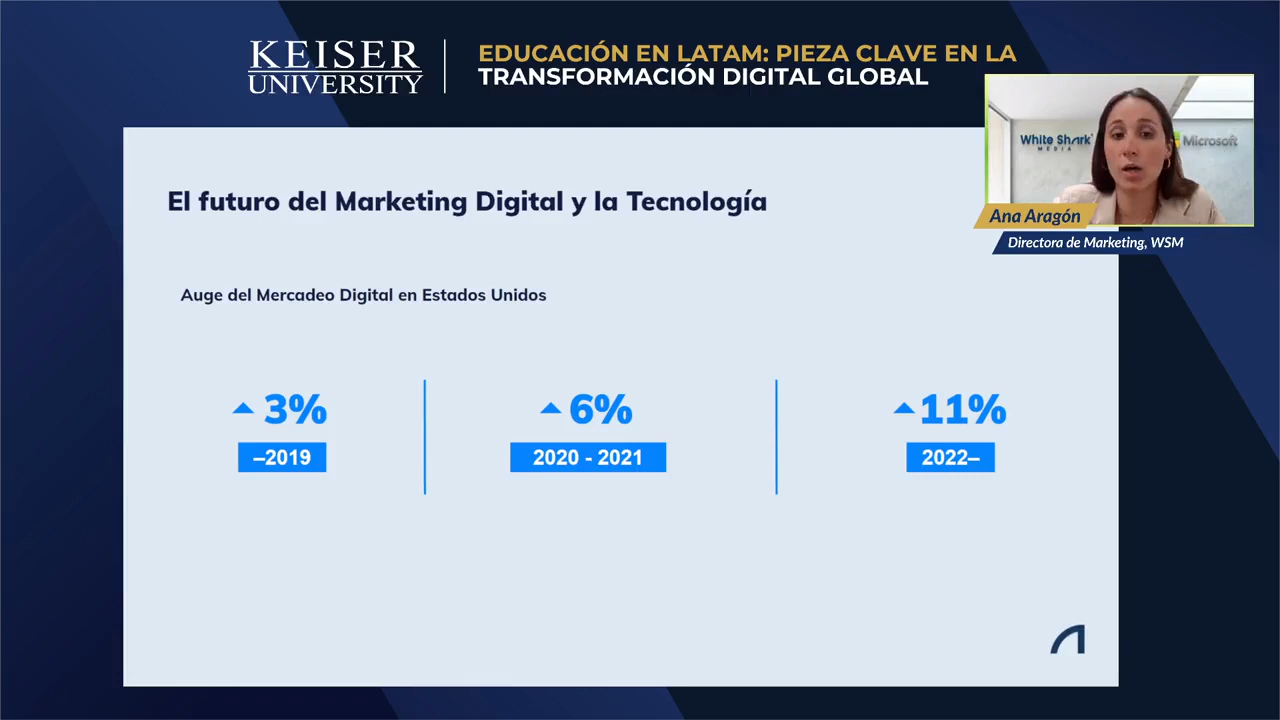 KEISER
UNIVERSITY
EDUCACIÓN EN LATAM: PIEZA CLAVE EN LA
TRANSFORMACIÓN DIGITAL GLOBAL
White Shark
MEDIA
Microsoft
Ana Aragón
Directora de Marketing, WSM
El futuro del Marketing Digital y la Tecnología
Auge del Mercadeo Digital en Estados Unidos
3%
6%
11%
–2019
2020 - 2021
2022–